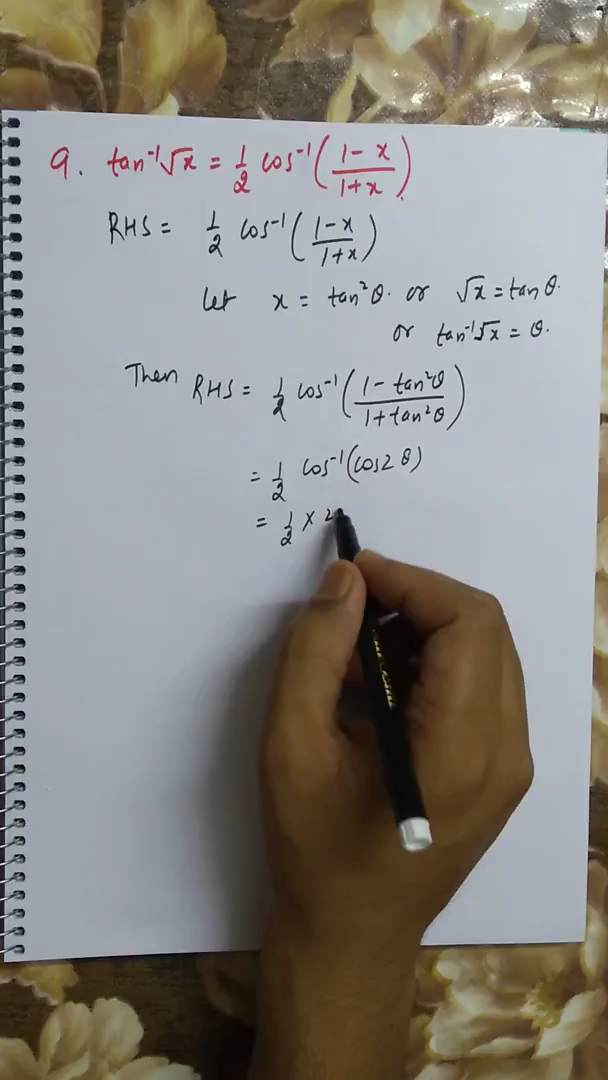 9. tan⁻¹√x = 1/2 cos⁻¹((1-x)/(1+x)).
RHS = 1/2 cos⁻¹((1-x)/(1+x))
Let x = tan²θ. or √x = tanθ.
or tan⁻¹√x = θ.
Then RHS = 1/2 cos⁻¹((1-tan²θ)/(1+tan²θ))
= 1/2 cos⁻¹(cos2θ)
= 1/2 × 2